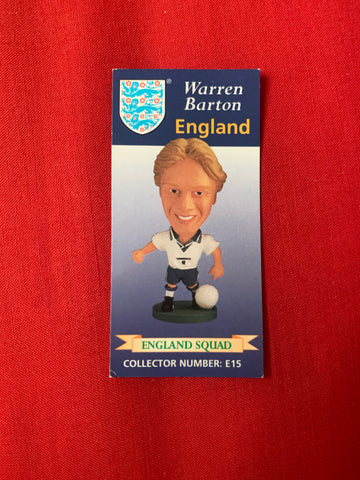 Warren
Barton
England
ENGLAND SQUAD
COLLECTOR NUMBER: E15